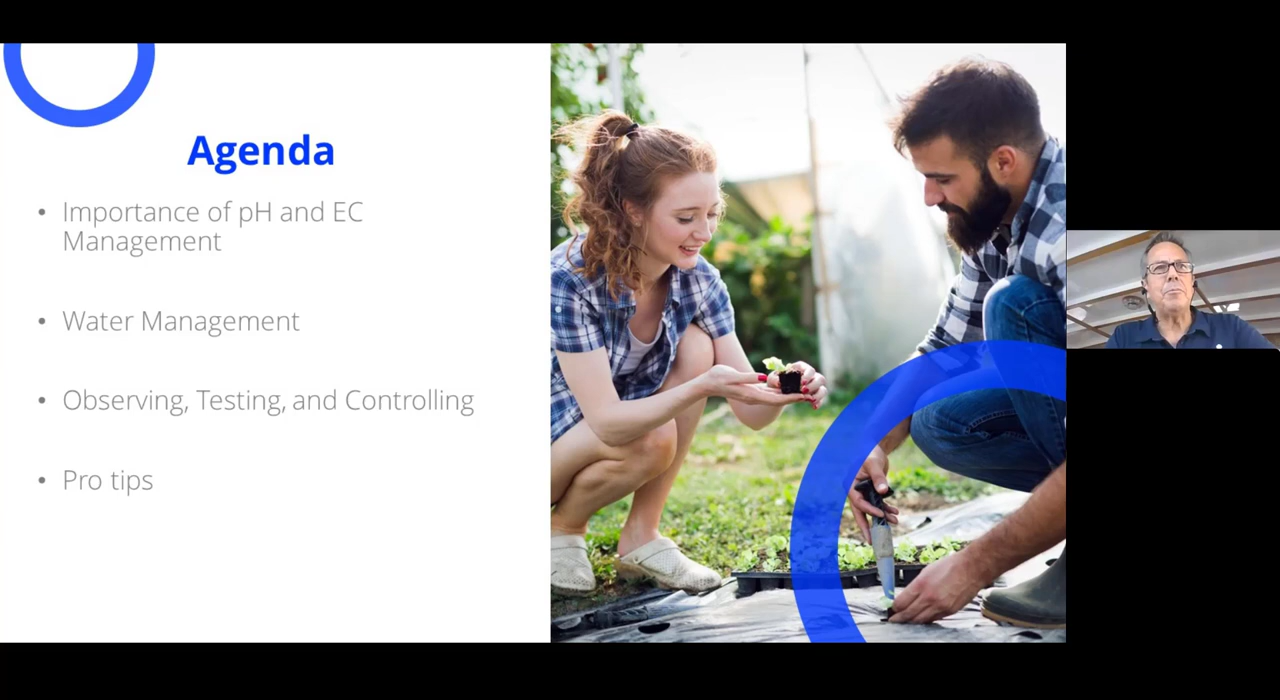 Agenda
• Importance of pH and EC
Management
• Water Management
• Observing, Testing, and Controlling
• Pro tips